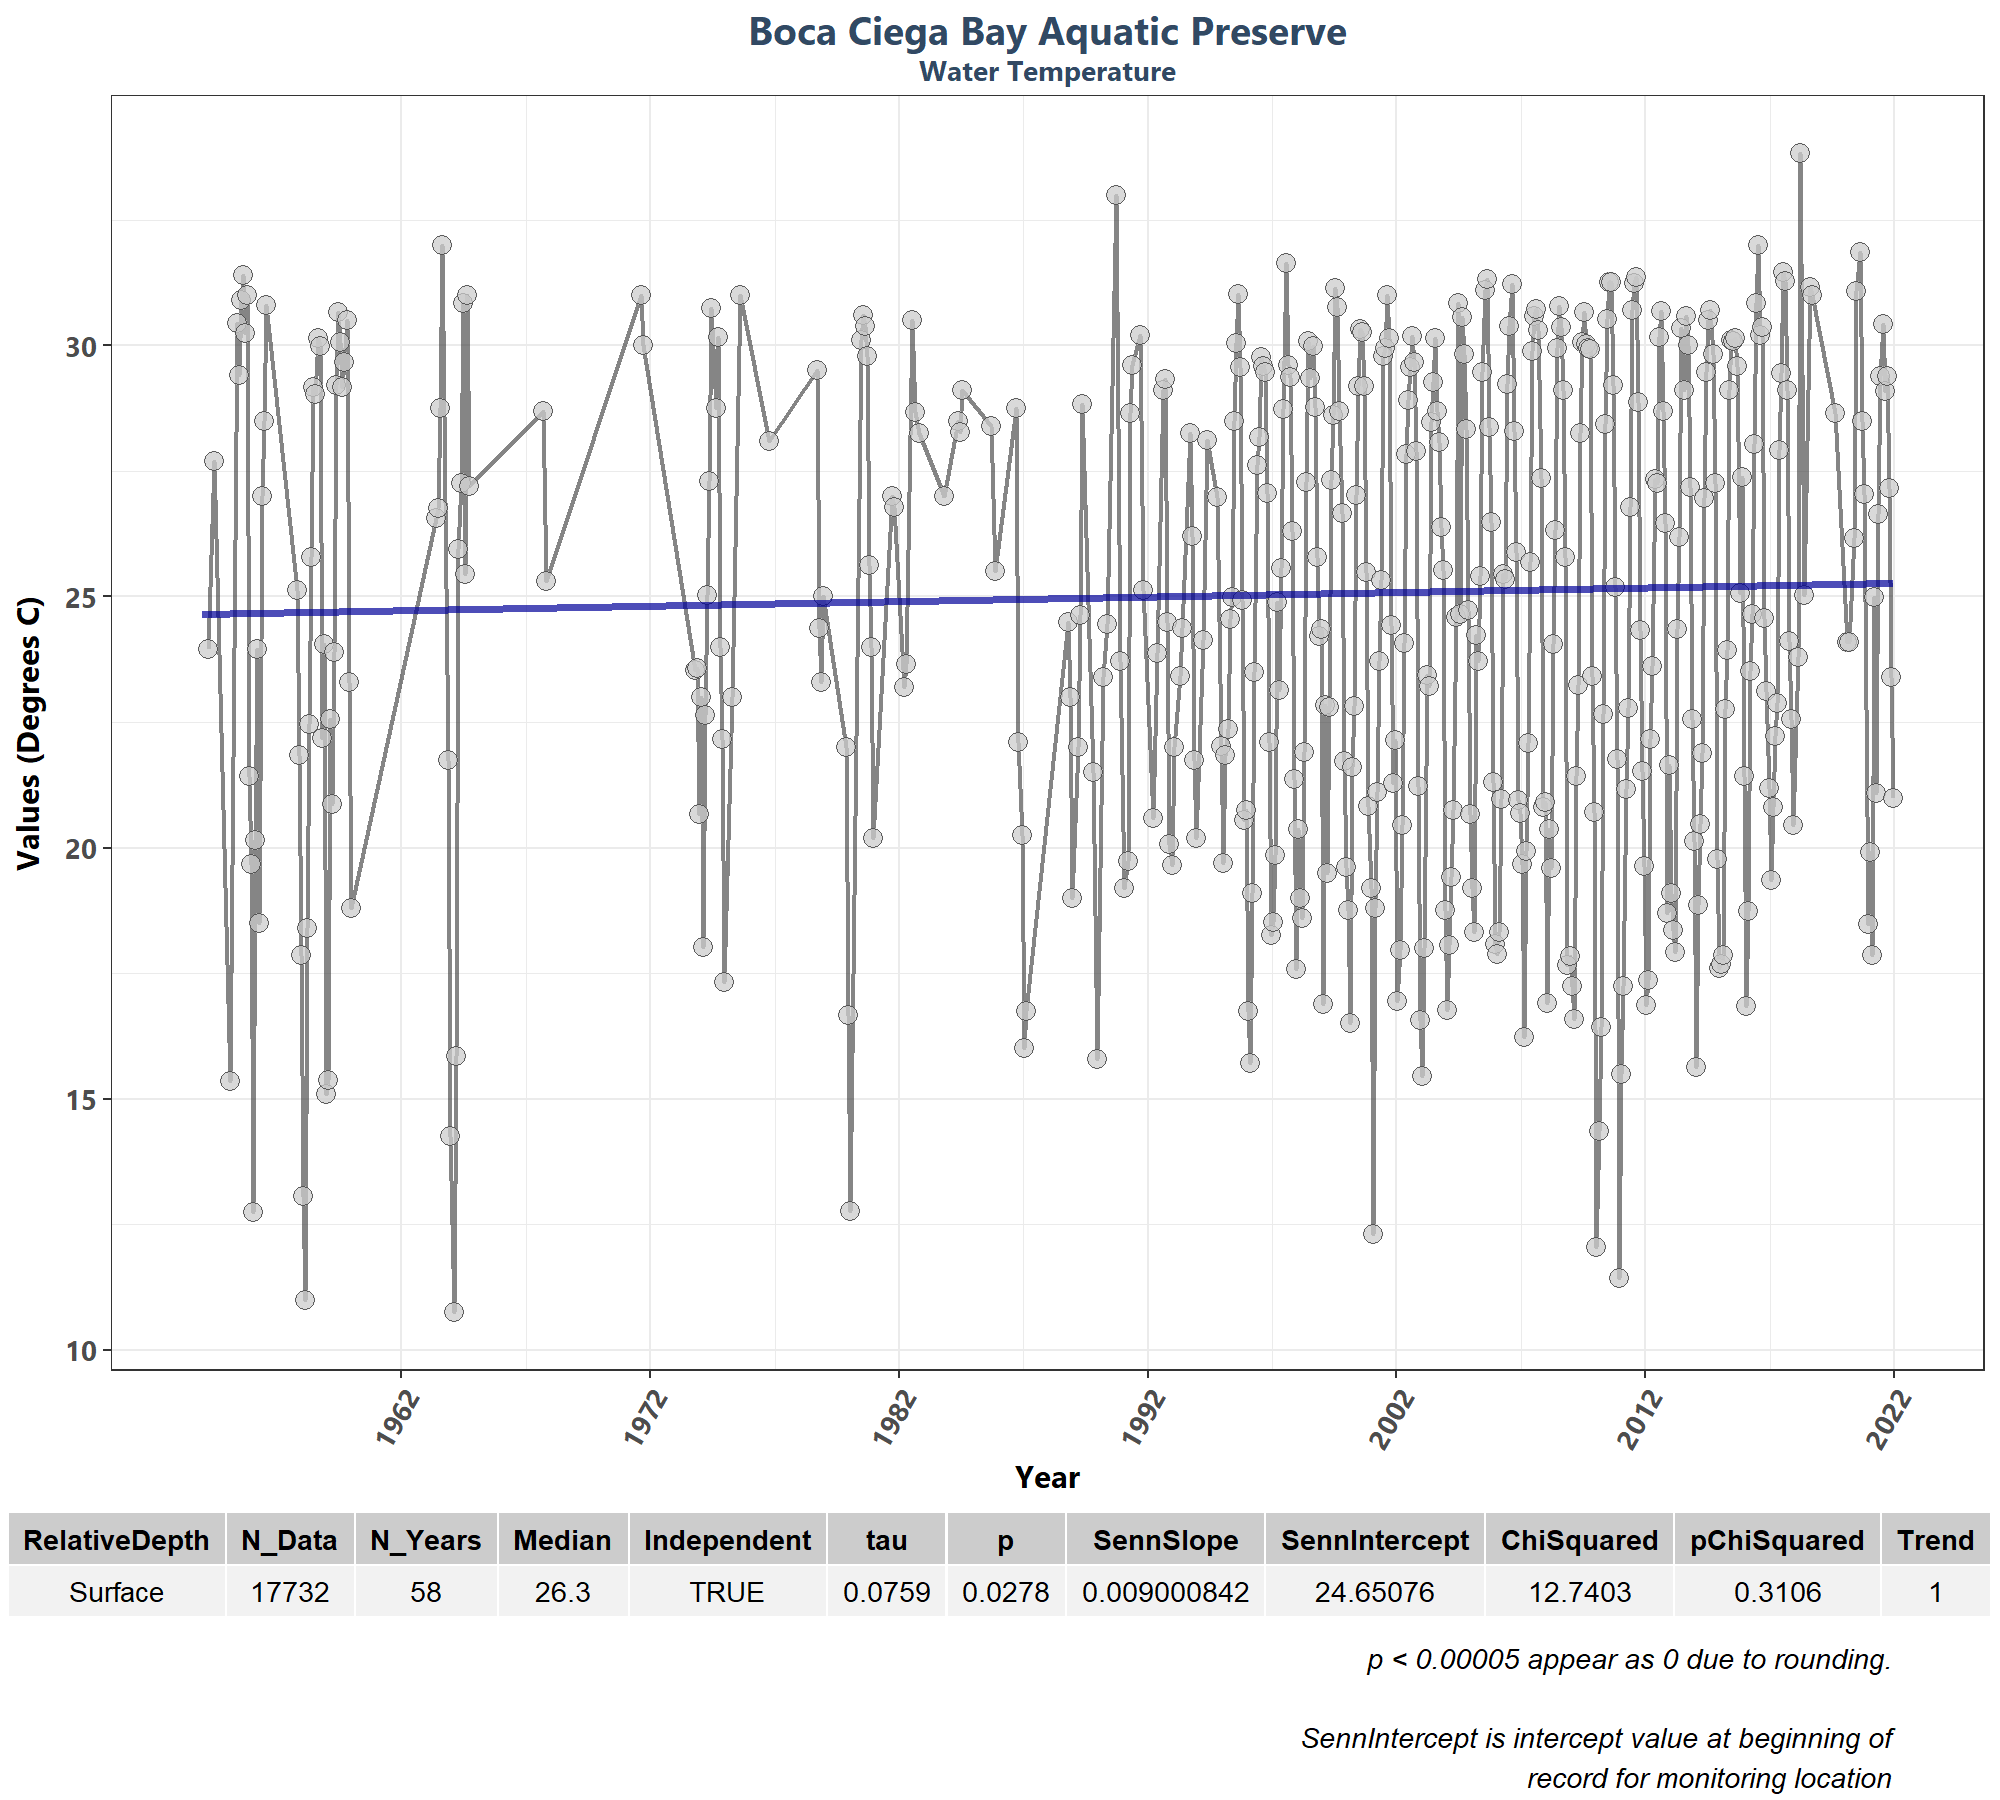 Boca Ciega Bay Aquatic Preserve
Water Temperature
Values (Degrees C)
30
25
20
15
10
1962 1972 1982 1992 2002 2012 2022
Year
RelativeDepth N_Data N_Years Median Independent tau p SennSlope SennIntercept ChiSquared pChiSquared Trend
Surface 17732 58 26.3 TRUE 0.0759 0.0278 0.009000842 24.65076 12.7403 0.3106 1
p < 0.00005 appear as 0 due to rounding.
SennIntercept is intercept value at beginning of
record for monitoring location